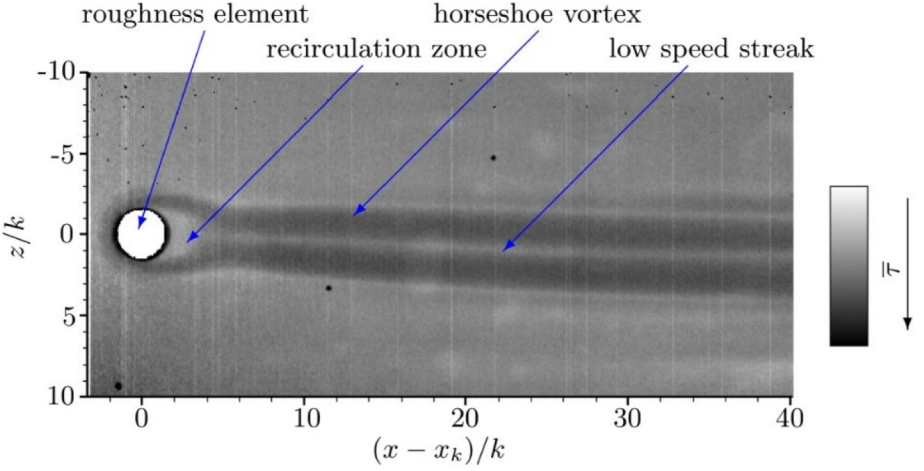 roughness element
horseshoe vortex
recirculation zone
low speed streak
-10
-5
0
5
10
z/k
0
10
20
30
40
(x − x_k)/k
τ̅